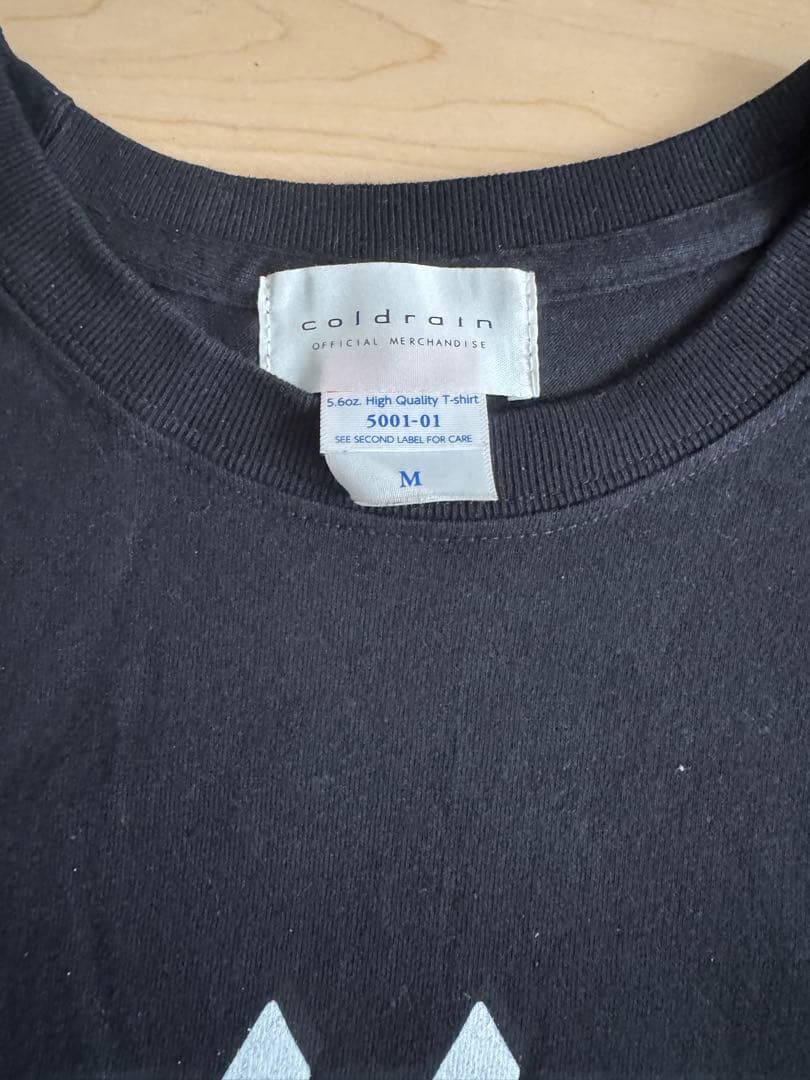 coldrain
OFFICIAL MERCHANDISE
5.6oz. High Quality T-shirt
5001-01
SEE SECOND LABEL FOR CARE
M